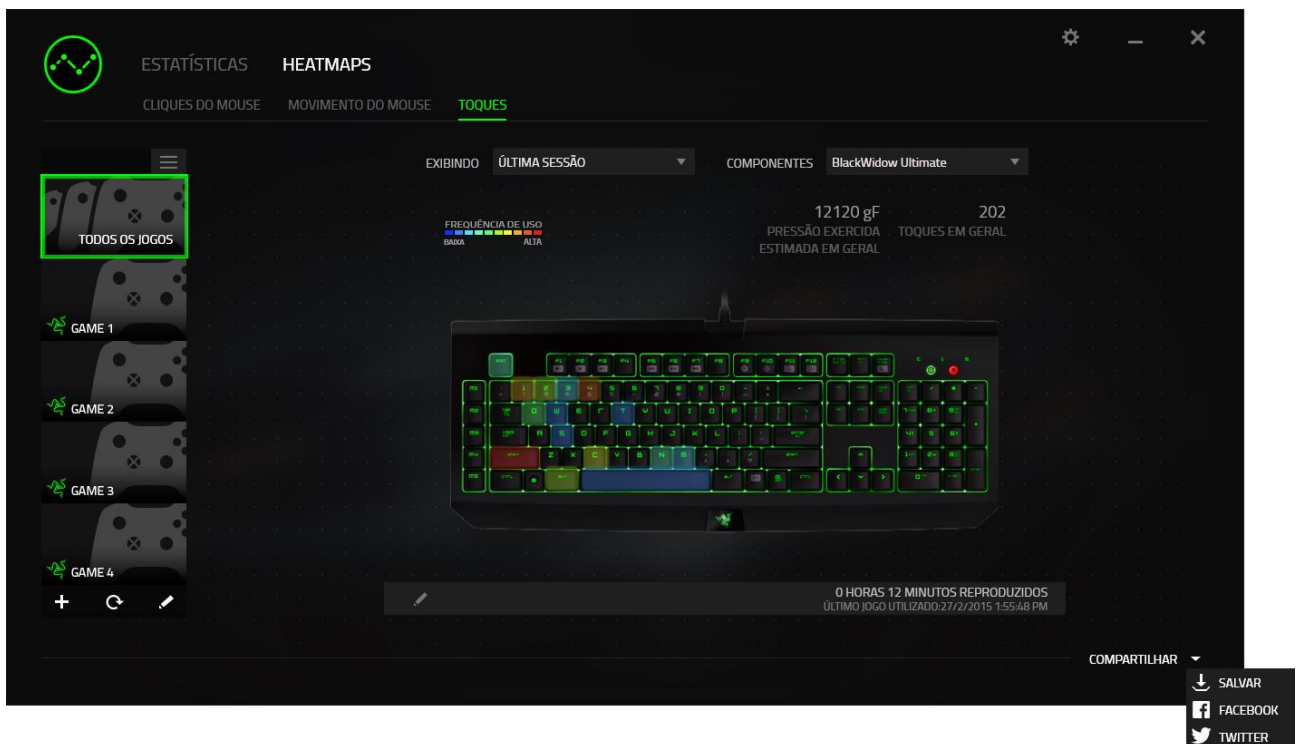 ESTATÍSTICAS HEATMAPS
CLIQUES DO MOUSE MOVIMENTO DO MOUSE TOQUES
EXIBINDO ÚLTIMA SESSÃO COMPONENTES BlackWidow Ultimate
TODOS OS JOGOS
GAME 1
GAME 2
GAME 3
GAME 4
FREQUÊNCIA DE USO
BAIXA ALTA
12120 gF 202
PRESSÃO EXERCIDA TOQUES EM GERAL
ESTIMADA EM GERAL
0 HORAS 12 MINUTOS REPRODUZIDOS
ÚLTIMO JOGO UTILIZADO:27/2/2015 1:55:48 PM
COMPARTILHAR
SALVAR
FACEBOOK
TWITTER